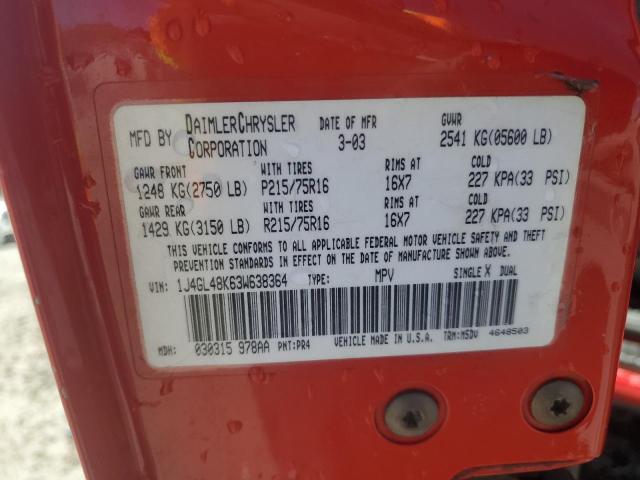 MFD BY DAIMLERCHRYSLER CORPORATION DATE OF MFR 3-03 GVWR 2541 KG(05600 LB)
GAWR FRONT WITH TIRES RIMS AT COLD
1248 KG(2750 LB) P215/75R16 16X7 227 KPA(33 PSI)
GAWR REAR WITH TIRES RIMS AT COLD
1429 KG(3150 LB) R215/75R16 16X7 227 KPA(33 PSI)
THIS VEHICLE CONFORMS TO ALL APPLICABLE FEDERAL MOTOR VEHICLE SAFETY AND THEFT
PREVENTION STANDARDS IN EFFECT ON THE DATE OF MANUFACTURE SHOWN ABOVE.
VIN: 1J4GL48K63W638364 TYPE: MPV SINGLE X DUAL
MDH: 030315 978AA PNT:PR4 VEHICLE MADE IN U.S.A. TRM:M5DV 4648503